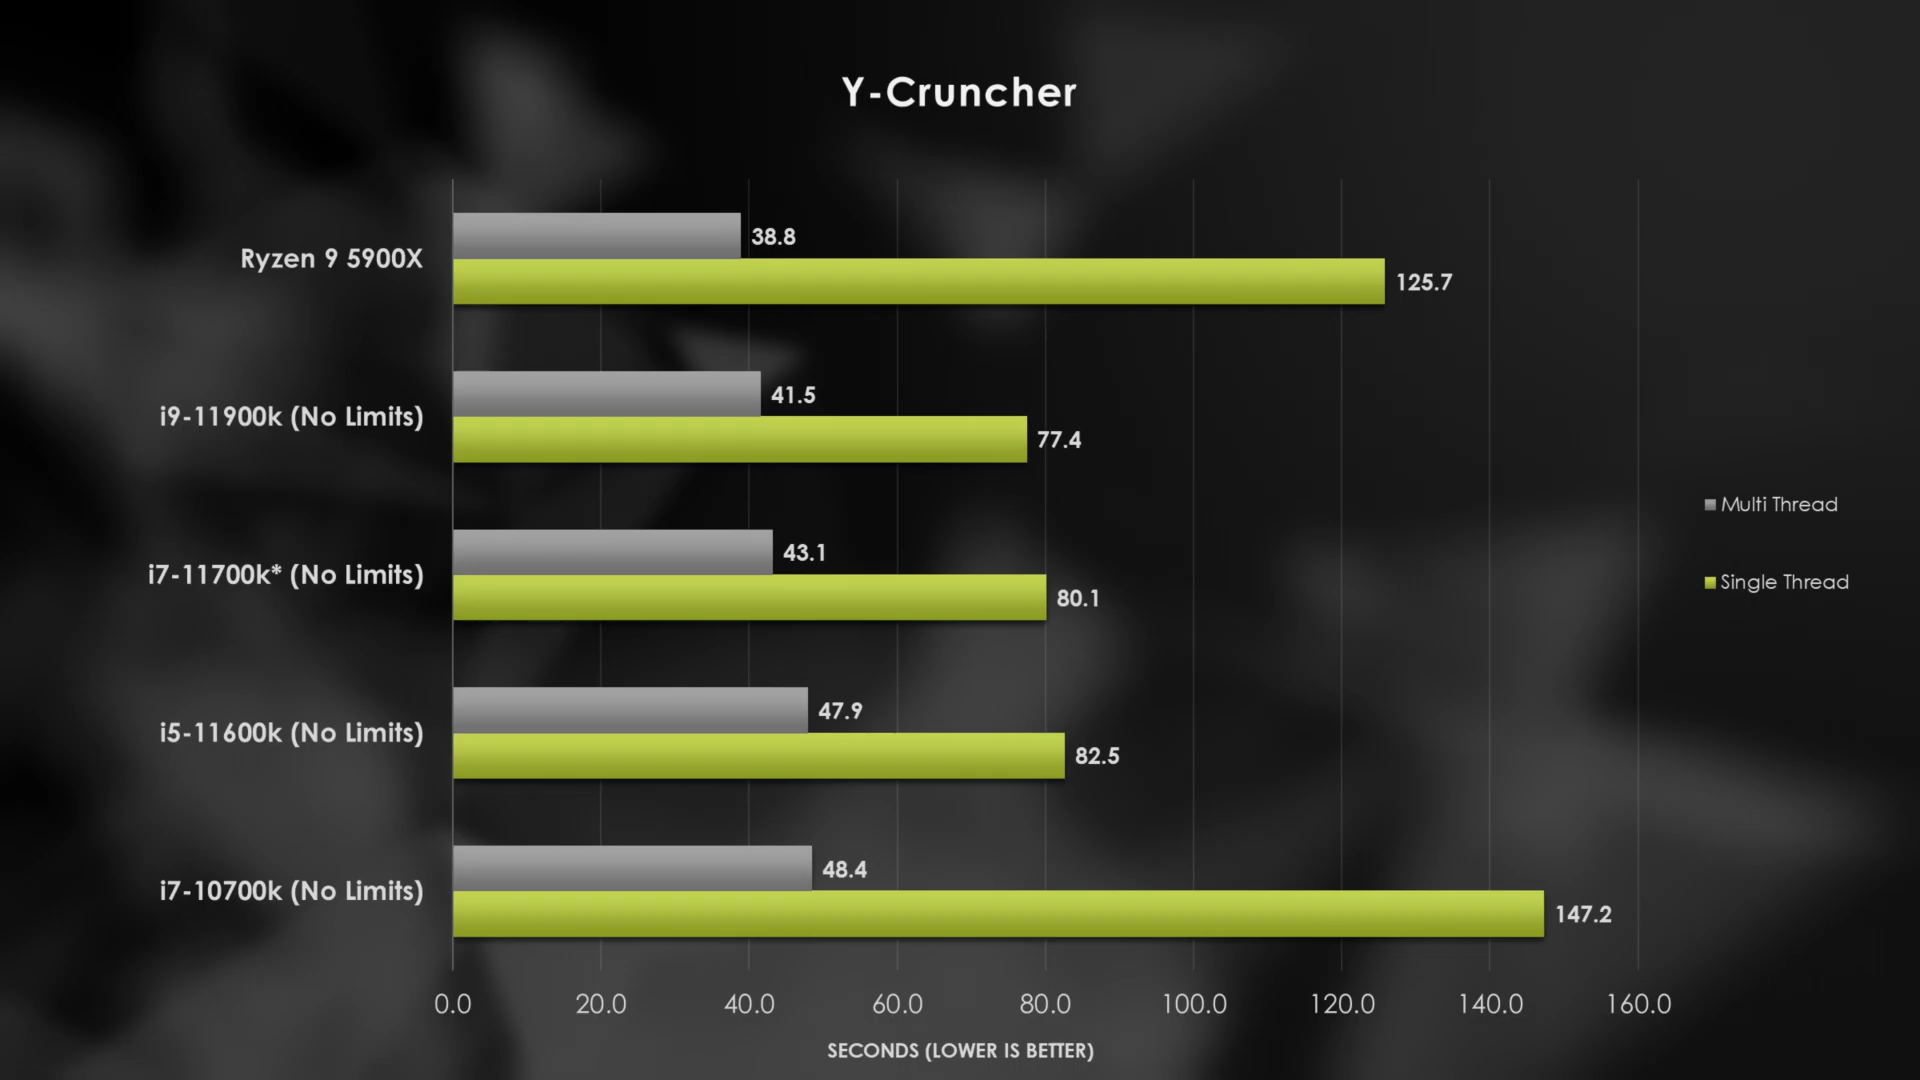 Y-Cruncher
Ryzen 9 5900X
38.8
125.7
i9-11900k (No Limits)
41.5
77.4
i7-11700k* (No Limits)
43.1
80.1
i5-11600k (No Limits)
47.9
82.5
i7-10700k (No Limits)
48.4
147.2
Multi Thread
Single Thread
0.0 20.0 40.0 60.0 80.0 100.0 120.0 140.0 160.0
SECONDS (LOWER IS BETTER)